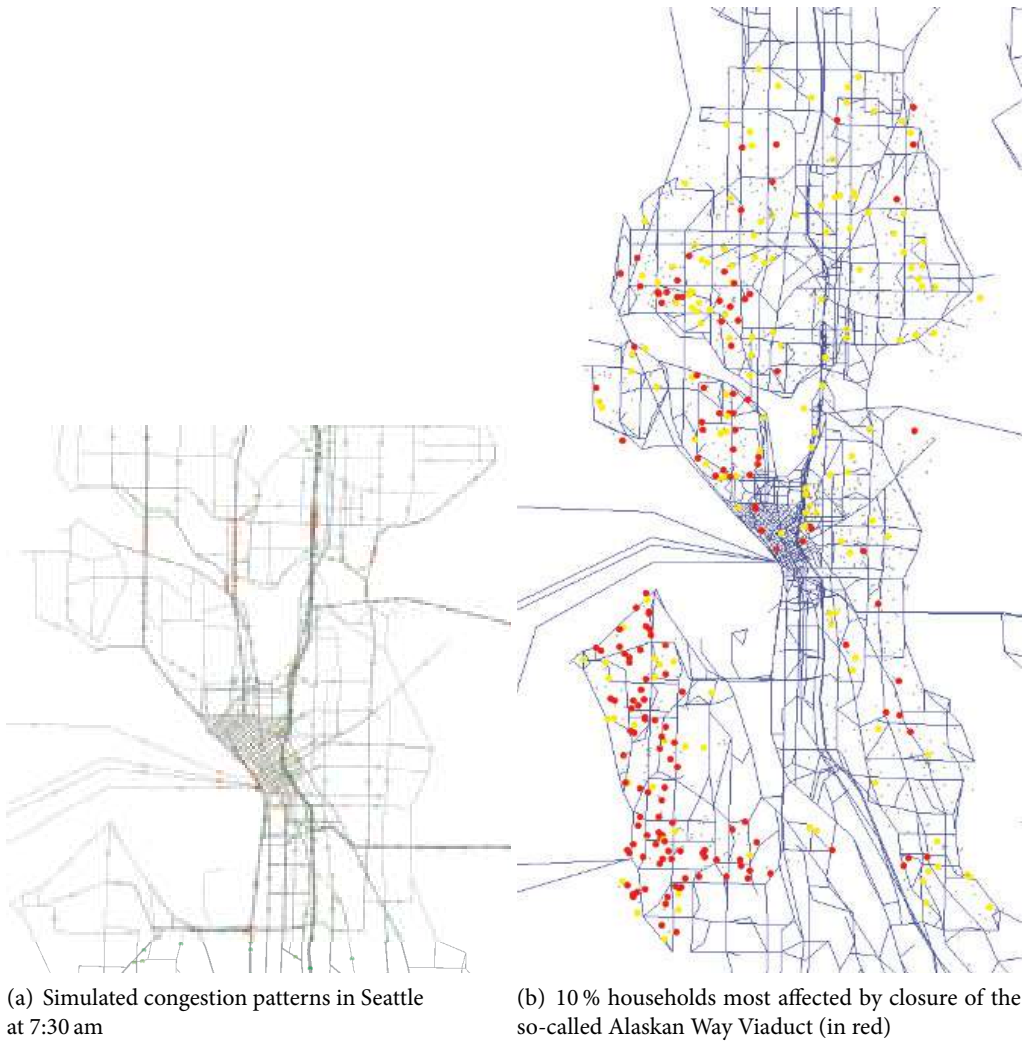 (a) Simulated congestion patterns in Seattle
at 7:30 am
(b) 10 % households most affected by closure of the
so-called Alaskan Way Viaduct (in red)